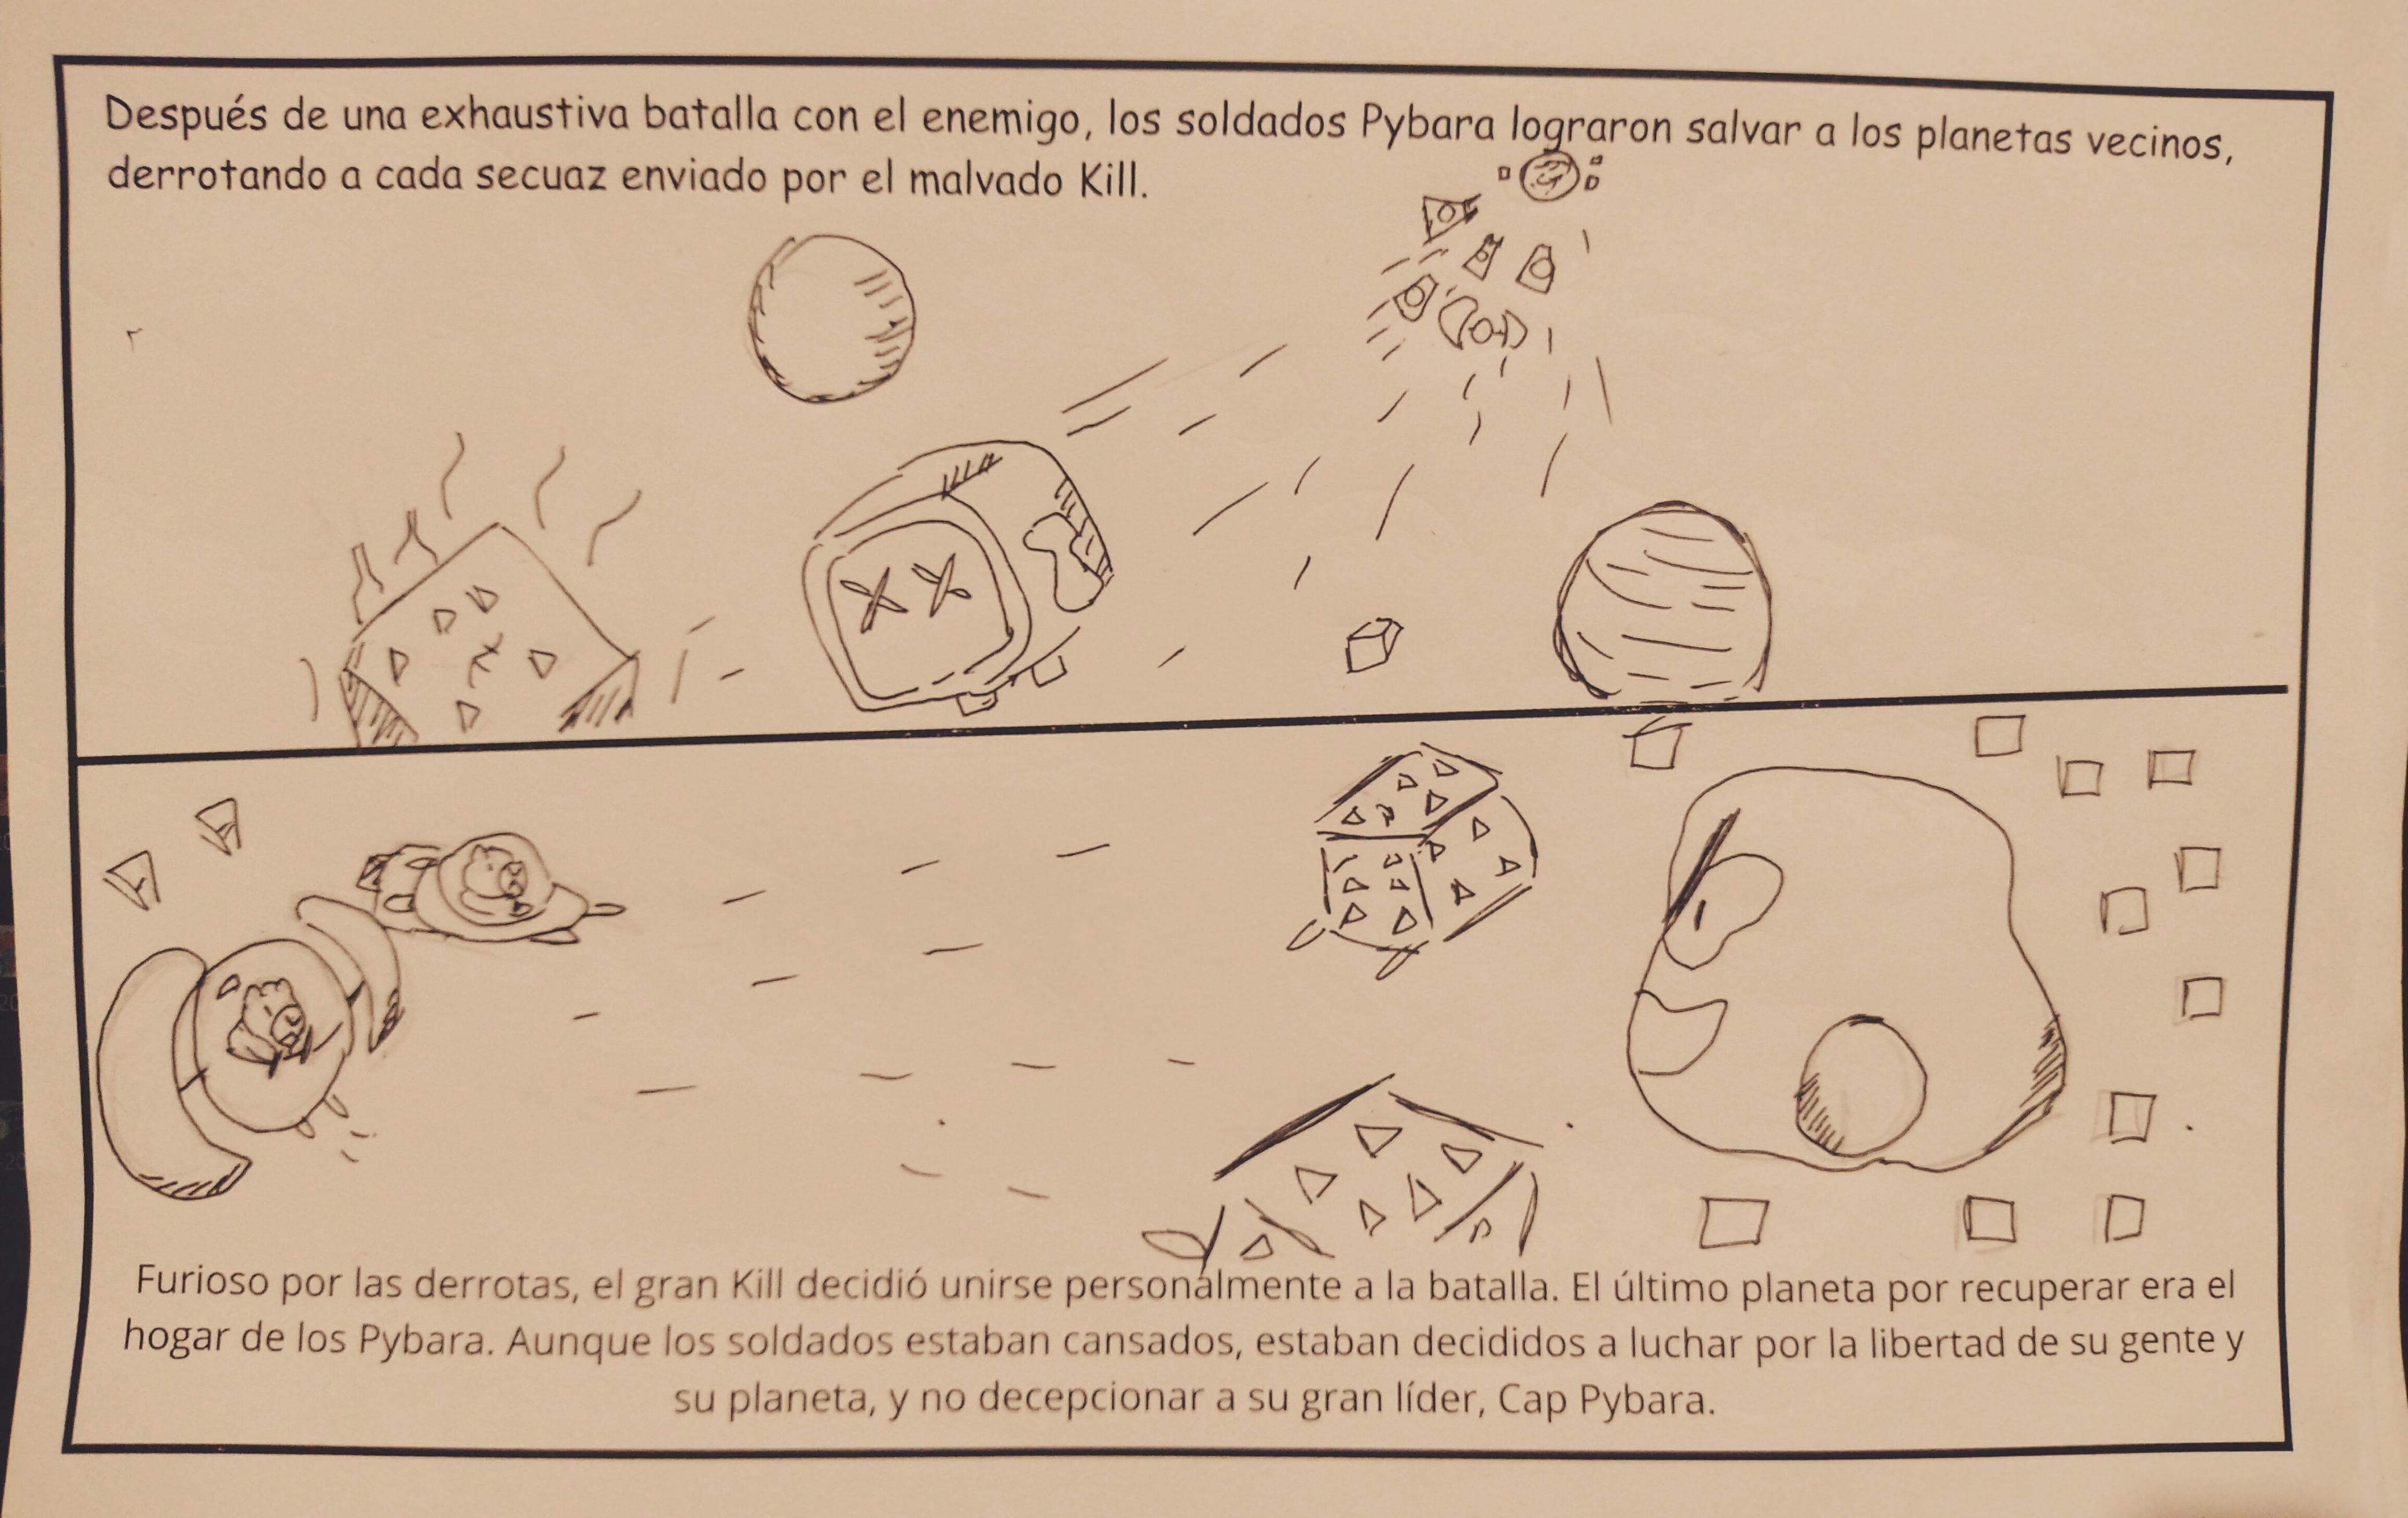 Después de una exhaustiva batalla con el enemigo, los soldados Pybara lograron salvar a los planetas vecinos,
derrotando a cada secuaz enviado por el malvado Kill.
Furioso por las derrotas, el gran Kill decidió unirse personalmente a la batalla. El último planeta por recuperar era el
hogar de los Pybara. Aunque los soldados estaban cansados, estaban decididos a luchar por la libertad de su gente y
su planeta, y no decepcionar a su gran líder, Cap Pybara.